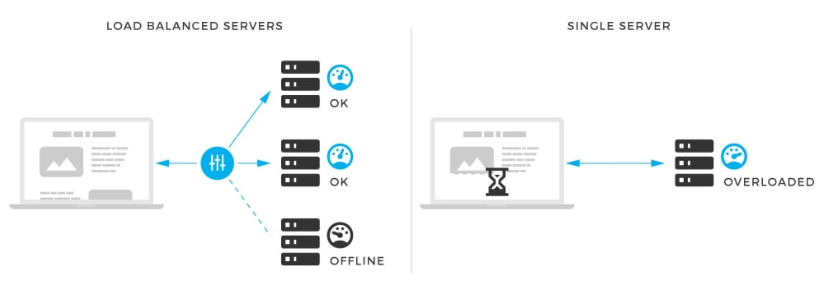 LOAD BALANCED SERVERS
OK
OK
OFFLINE
SINGLE SERVER
OVERLOADED